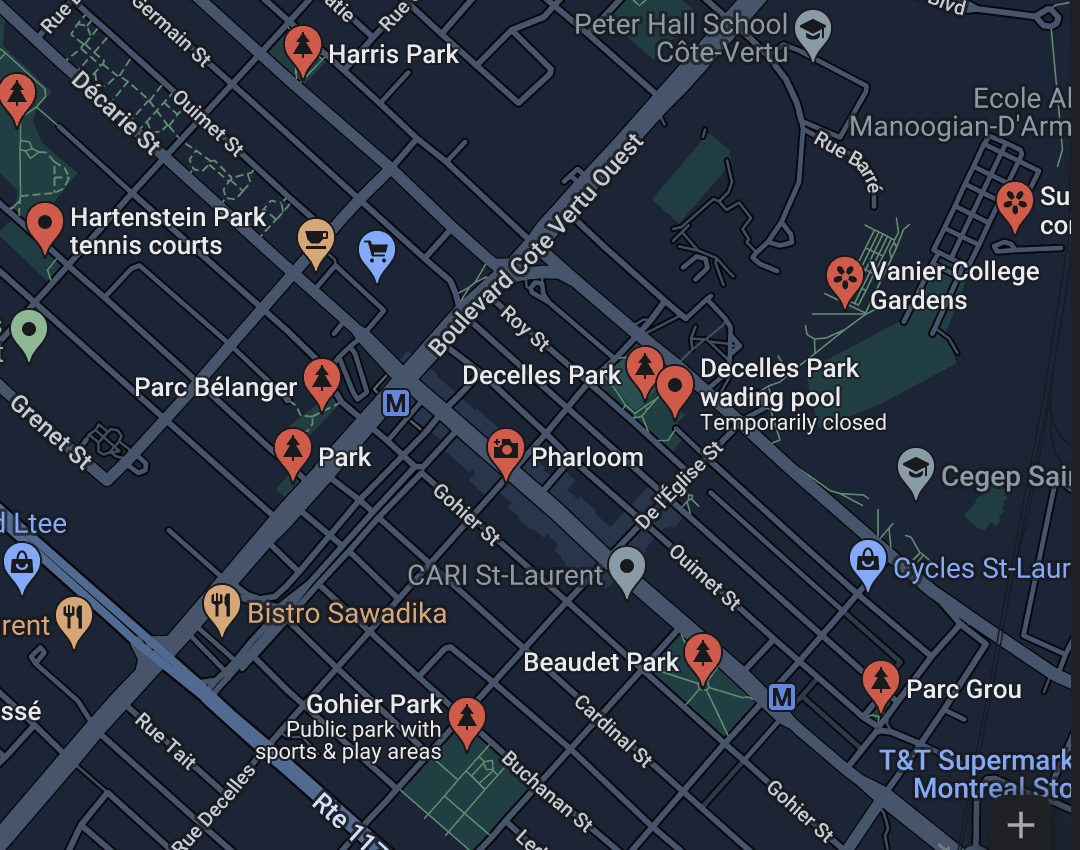 Germain St
Rue
Harris Park
Peter Hall School
Côte-Vertu
Blvd
Décarie St
Ouimet St
Ecole Al
Manoogian-D'Arm
Rue Barré
Boulevard Cote Vertu Ouest
Su
Hartenstein Park
tennis courts
Vanier College
Gardens
Roy St
Decelles Park
Decelles Park
wading pool
Temporarily closed
Parc Bélanger
M
Grenet St
Park
Pharloom
De l'Église St
Cegep Sai
Gohier St
d Ltee
CARI St-Laurent
Ouimet St
Cycles St-Laur
rent
Bistro Sawadika
Beaudet Park
M
Parc Grou
Gohier Park
Public park with
sports & play areas
ssé
Rue Tait
Cardinal St
Buchanan St
T&T Supermark
Montreal Sto
Rue Decelles
Rte 117
Gohier St